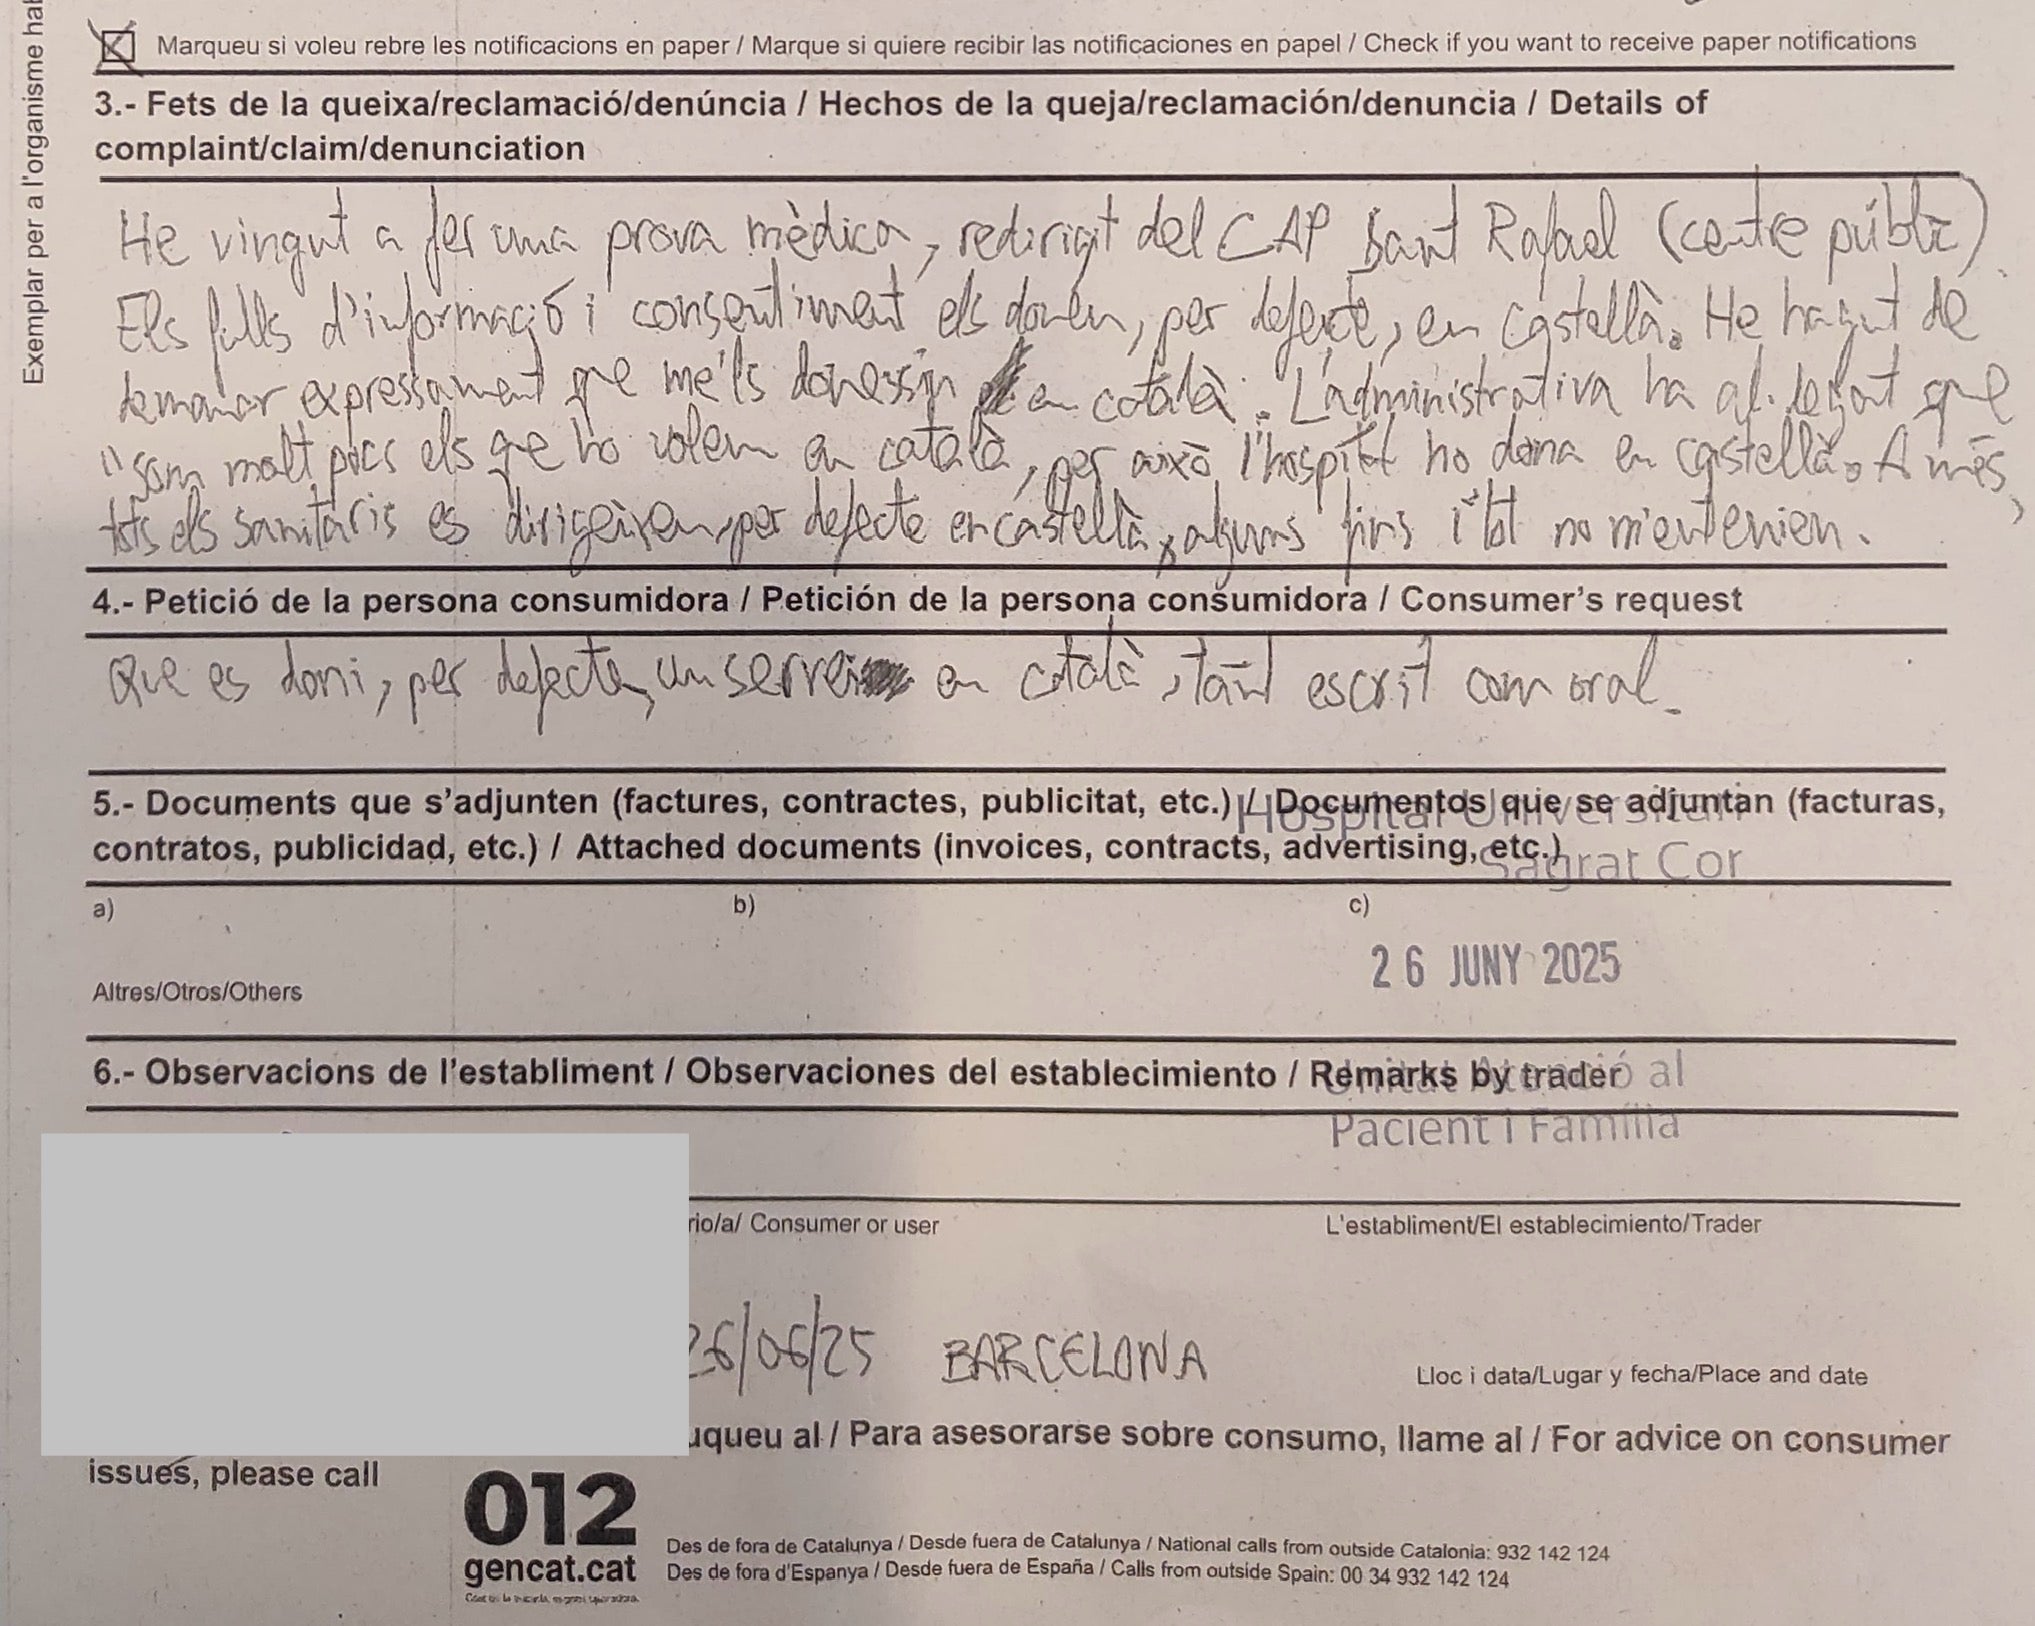 Exemplar per a l'organisme hab
Marqueu si voleu rebre les notificacions en paper / Marque si quiere recibir las notificaciones en papel / Check if you want to receive paper notifications
3.- Fets de la queixa/reclamació/denúncia / Hechos de la queja/reclamación/denuncia / Details of
complaint/claim/denunciation
He vingut a fer una prova mèdica, redirigit del CAP Sant Rafael (centre públic).
Els fulls d'informació i consentiment els donen, per defecte, en castellà. He hagut de
demanar expressament que me'ls donessin en català. L'administrativa ha al·legat que
"som molt pocs els que ho volem en català, per això l'hospital ho dona en castellà. A més,
tots els sanitaris es dirigeixen, per defecte en castellà, alguns fins i tot no m'entenien.
4.- Petició de la persona consumidora / Petición de la persona consumidora / Consumer's request
Que es doni, per defecte, un servei en català, tant escrit com oral.
5.- Documents que s'adjunten (factures, contractes, publicitat, etc.) / Documentos que se adjuntan (facturas,
contratos, publicidad, etc.) / Attached documents (invoices, contracts, advertising, etc.)
Hospital Universitari
Sagrat Cor
a) b) c)
26 JUNY 2025
Altres/Otros/Others
6.- Observacions de l'establiment / Observaciones del establecimiento / Remarks by trader
Unitat Atenció al
Pacient i Família
rio/a/ Consumer or user L'establiment/El establecimiento/Trader
26/06/25 BARCELONA Lloc i data/Lugar y fecha/Place and date
uqueu al / Para asesorarse sobre consumo, llame al / For advice on consumer
issues, please call
012
gencat.cat
Des de fora de Catalunya / Desde fuera de Catalunya / National calls from outside Catalonia: 932 142 124
Des de fora d'Espanya / Desde fuera de España / Calls from outside Spain: 00 34 932 142 124